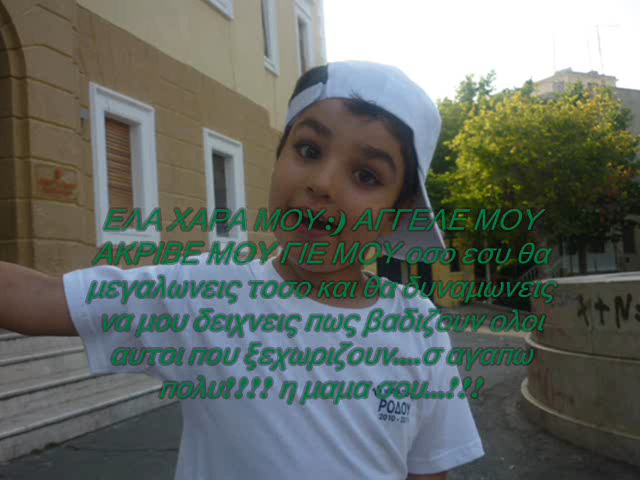 ΕΛΑ ΧΑΡΑ ΜΟΥ :) ΑΓΓΕΛΕ ΜΟΥ
ΑΚΡΙΒΕ ΜΟΥ ΓΙΕ ΜΟΥ οσο εσυ θα
μεγαλωνεις τοσο και θα δυναμωνεις
να μου δειχνεις πως βαδιζουν ολοι
αυτοι που ξεχωριζουν....σ αγαπω
πολυ!!!! η μαμα σου...!!!
ΡΟΔΟΥ